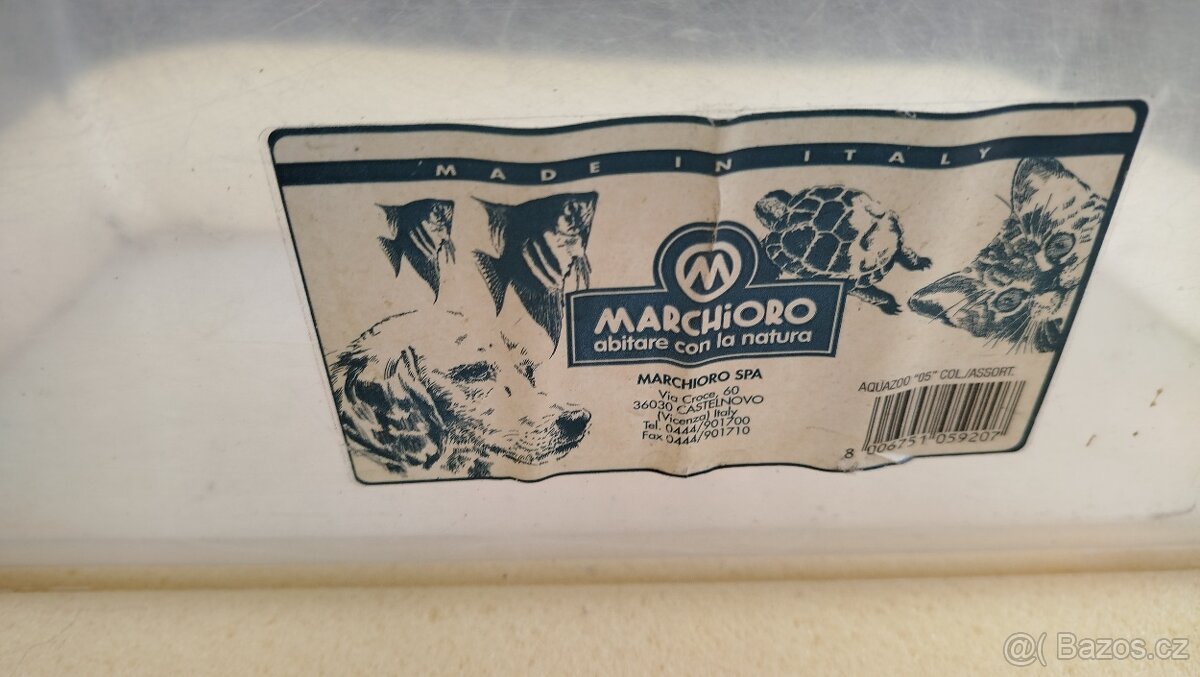 MADE IN ITALY
M
MARCHiORO
abitare con la natura
MARCHIORO SPA
Via Croce, 60
36030 CASTELNOVO
(Vicenza) Italy
Tel. 0444/901700
Fax 0444/901710
AQUAZOO "05" COL./ASSORT.
8 006751 059207
@( Bazos.cz